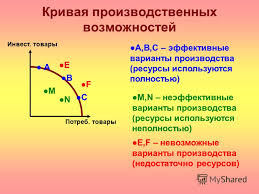 Кривая производственных
возможностей
Инвест. товары
А
Е
В
F
М
N
С
Потреб. товары
●А,В,С – эффективные
варианты производства
(ресурсы используются
полностью)
●М,N – неэффективные
варианты производства
(ресурсы используются
неполностью)
●E,F – невозможные
варианты производства
(недостаточно ресурсов)
MyShared